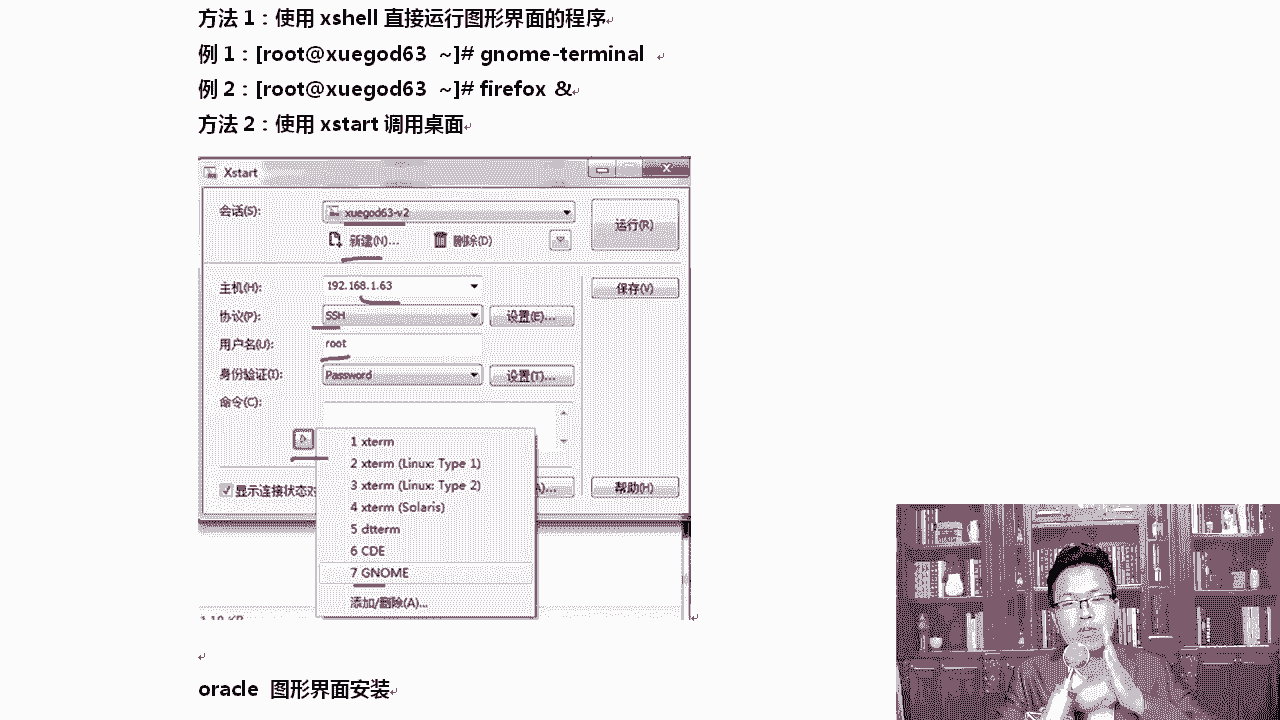 方法 1：使用 xshell 直接运行图形界面的程序
例 1：[root@xuegod63 ~]# gnome-terminal
例 2：[root@xuegod63 ~]# firefox &
方法 2：使用 xstart 调用桌面
Xstart
会话(S):
xuegod63-v2
运行(R)
新建(N)...
删除(D)
主机(H):
192.168.1.63
保存(V)
协议(P):
SSH
设置(E)...
用户名(U):
root
身份验证(I):
Password
设置(T)...
命令(C):
1 xterm
2 xterm (Linux: Type 1)
3 xterm (Linux: Type 2)
4 xterm (Solaris)
显示连接状态对
帮助(H)
5 dtterm
6 CDE
7 GNOME
添加/删除(A)...
oracle 图形界面安装